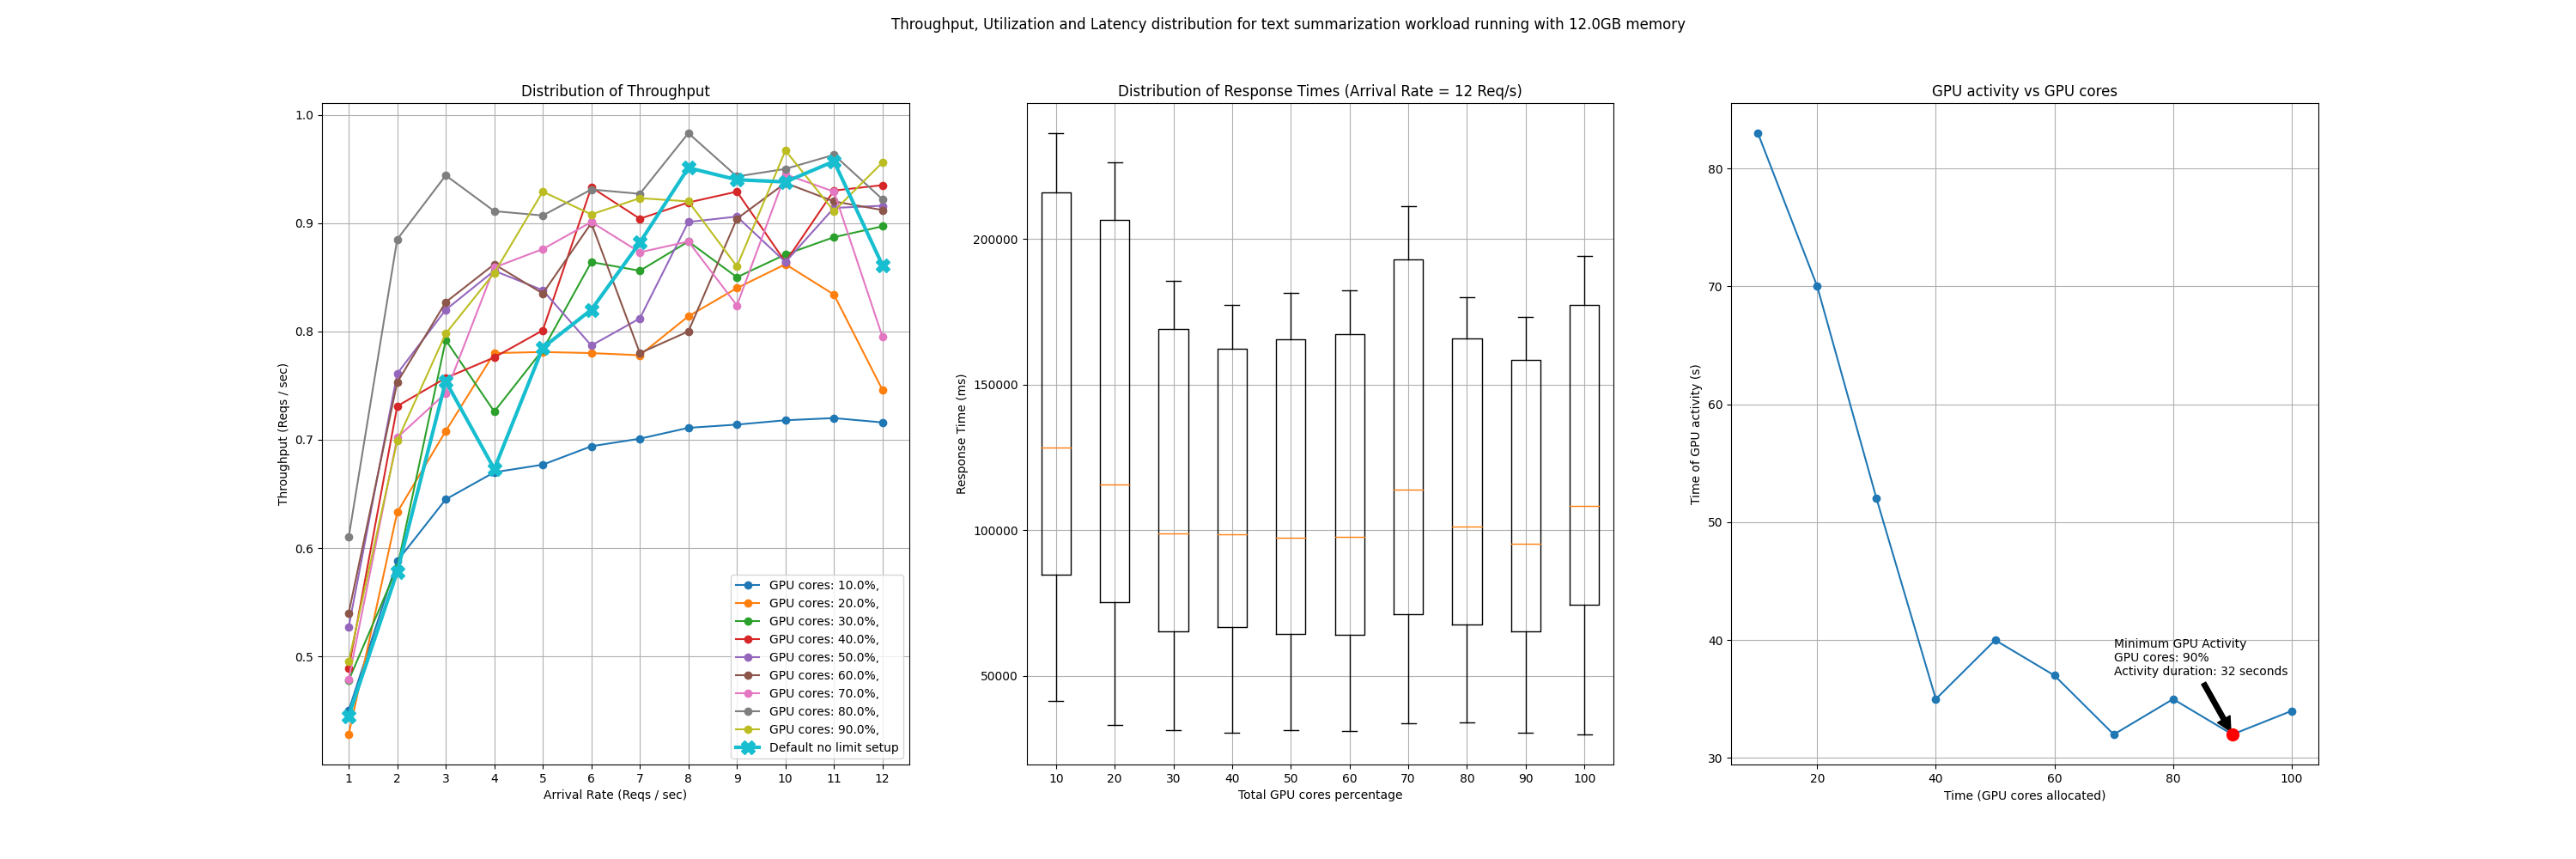 Throughput, Utilization and Latency distribution for text summarization workload running with 12.0GB memory
Distribution of Throughput
1.0
0.9
0.8
0.7
0.6
0.5
Throughput (Reqs / sec)
GPU cores: 10.0%,
GPU cores: 20.0%,
GPU cores: 30.0%,
GPU cores: 40.0%,
GPU cores: 50.0%,
GPU cores: 60.0%,
GPU cores: 70.0%,
GPU cores: 80.0%,
GPU cores: 90.0%,
Default no limit setup
1 2 3 4 5 6 7 8 9 10 11 12
Arrival Rate (Reqs / sec)
Distribution of Response Times (Arrival Rate = 12 Req/s)
200000
150000
100000
50000
Response Time (ms)
10 20 30 40 50 60 70 80 90 100
Total GPU cores percentage
GPU activity vs GPU cores
80
70
60
50
40
30
Time of GPU activity (s)
Minimum GPU Activity
GPU cores: 90%
Activity duration: 32 seconds
20 40 60 80 100
Time (GPU cores allocated)